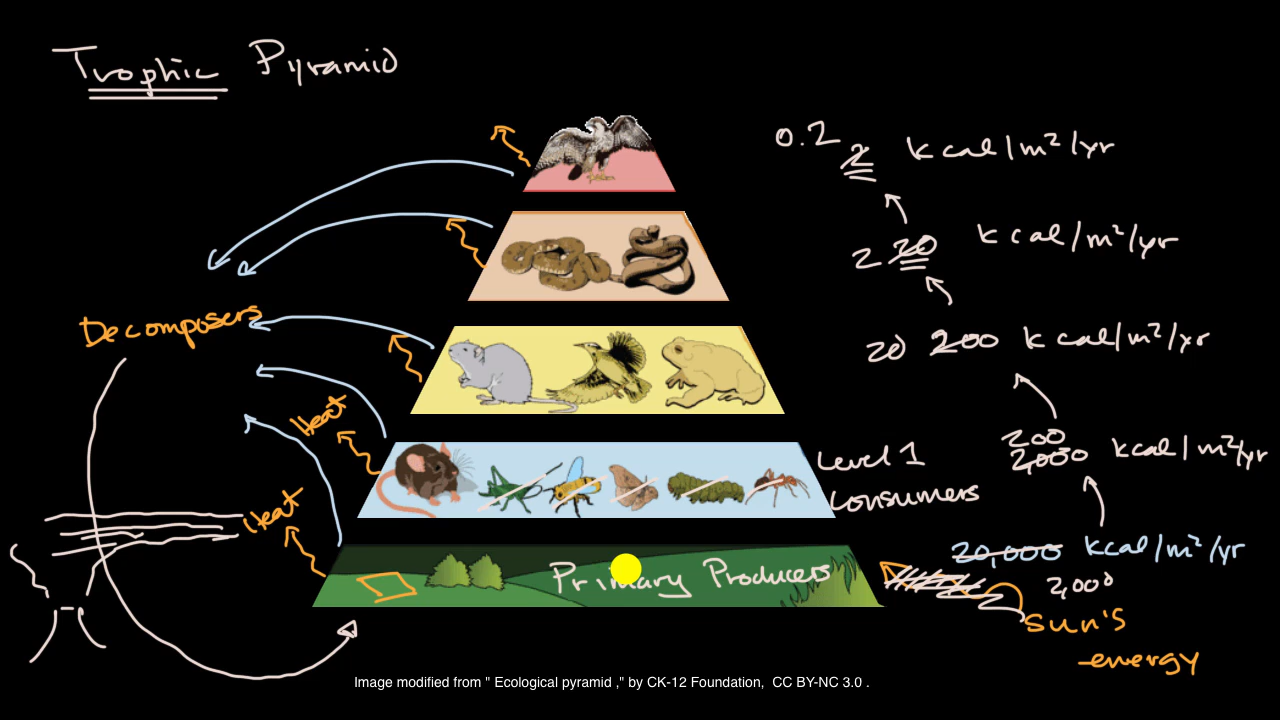 Trophic Pyramid
0.2 2 kcal/m²/yr
2 20 kcal/m²/yr
Decomposers
20 200 kcal/m²/yr
Heat
200
2,000 kcal/m²/yr
Level 1
Consumers
Heat
20,000 kcal/m²/yr
2,000
Primary Producers
Sun's
energy
Image modified from " Ecological pyramid ," by CK-12 Foundation,  CC BY-NC 3.0 .